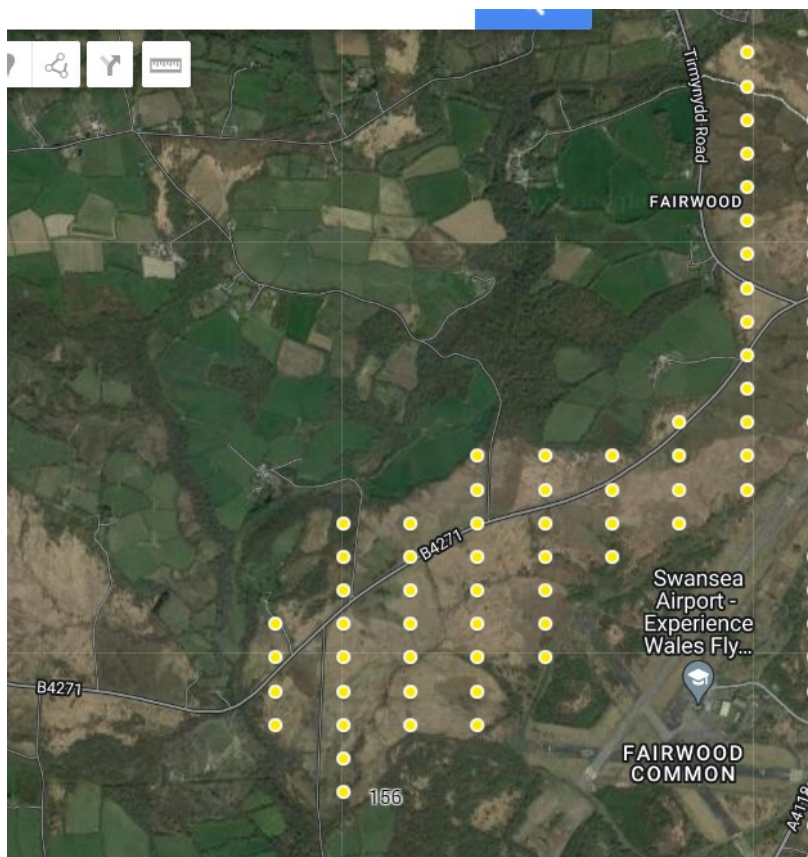 Tirmynydd Road
FAIRWOOD
B4271
Swansea
Airport -
Experience
Wales Fly...
B4271
FAIRWOOD
COMMON
156
A4118